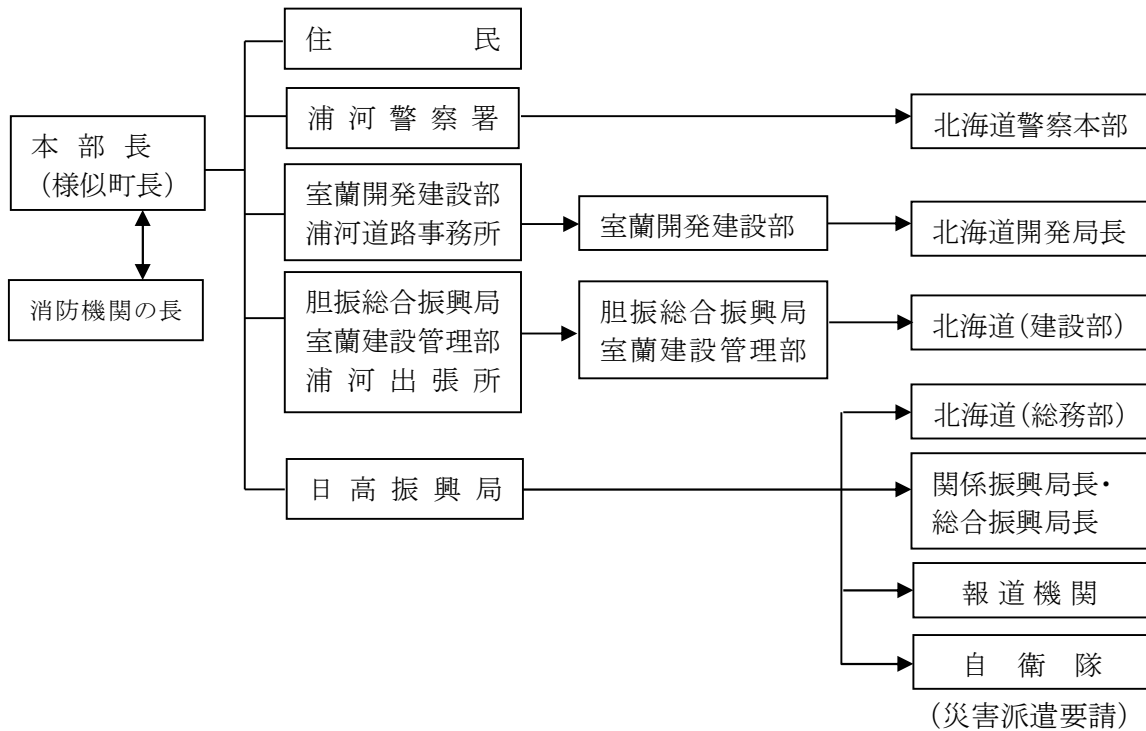 住民
浦河警察署
北海道警察本部
本部長
(様似町長)
室蘭開発建設部
浦河道路事務所
室蘭開発建設部
北海道開発局長
消防機関の長
胆振総合振興局
室蘭建設管理部
浦河出張所
胆振総合振興局
室蘭建設管理部
北海道(建設部)
北海道(総務部)
日高振興局
関係振興局長・
総合振興局長
報道機関
自衛隊
(災害派遣要請)